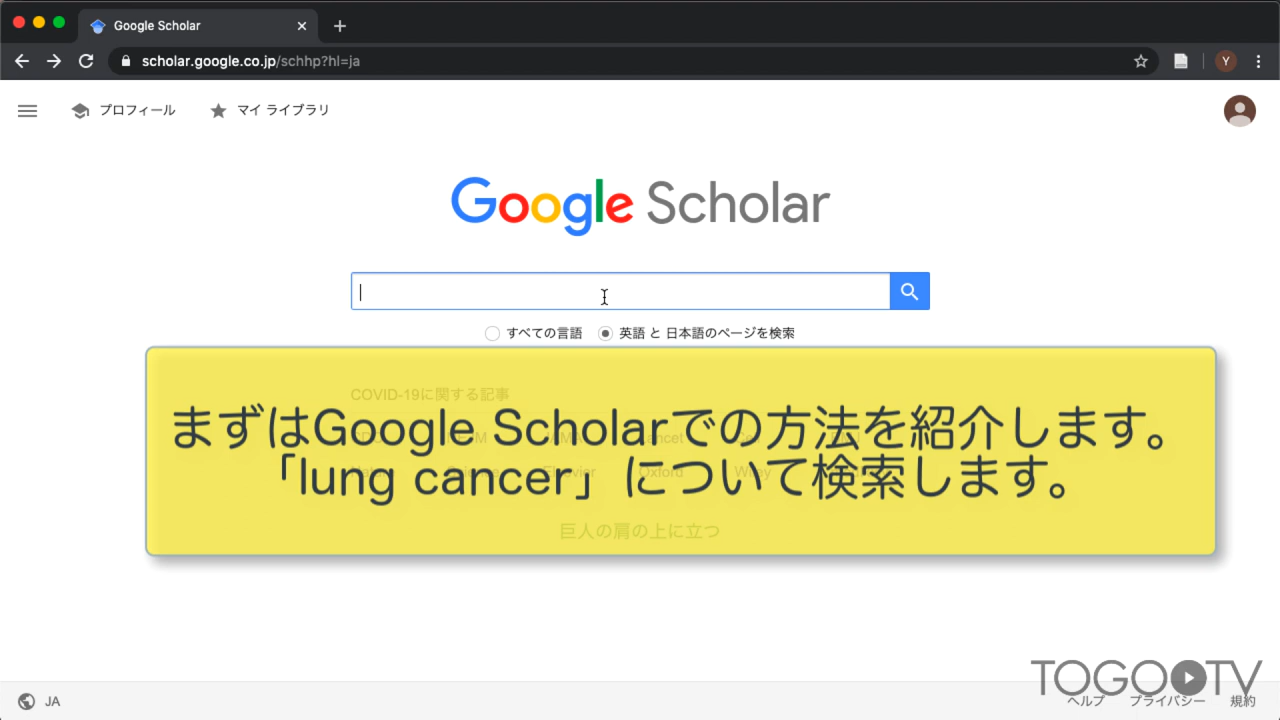 Google Scholar
scholar.google.co.jp/schhp?hl=ja
Y
プロフィール
マイ ライブラリ
Google Scholar
すべての言語
英語 と 日本語のページを検索
COVID-19に関する記事
まずはGoogle Scholarでの方法を紹介します。
「lung cancer」について検索します。
Oxford
巨人の肩の上に立つ
TOGOTV
JA
ヘルプ プライバシー 規約